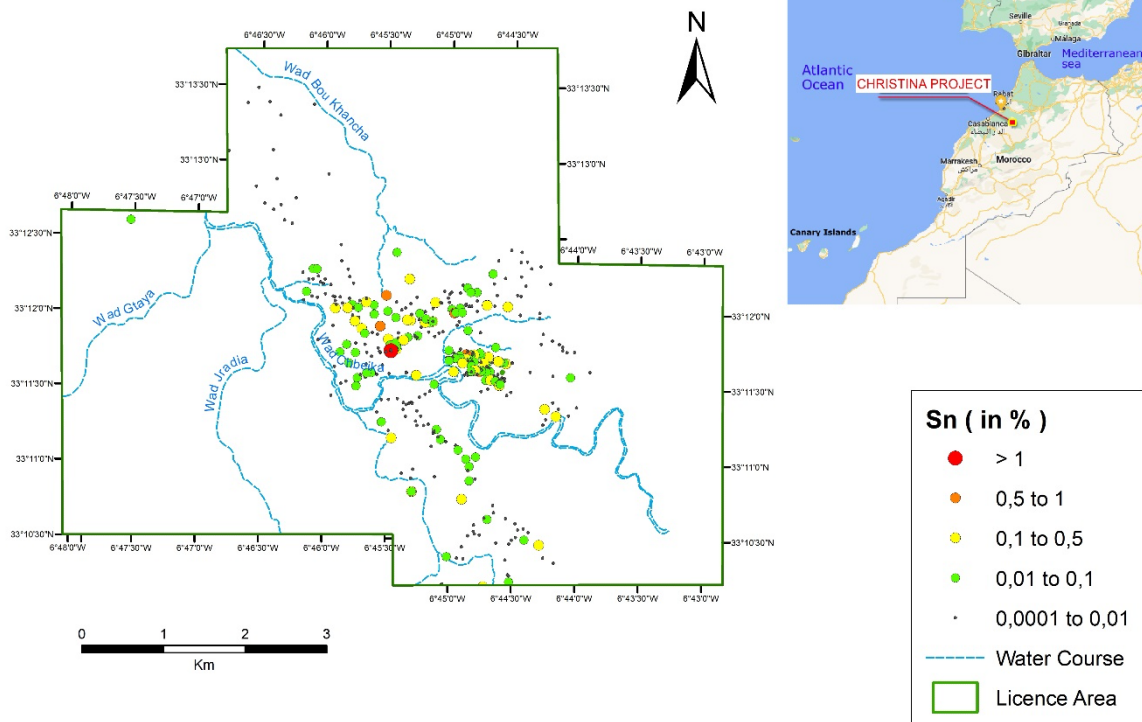 6°46'30"W
6°46'0"W
6°45'30"W
6°45'0"W
6°44'30"W
N
33°13'30"N
33°13'30"N
Wad Bou Khancha
33°13'0"N
33°13'0"N
6°48'0"W
6°47'30"W
6°47'0"W
33°12'30"N
6°44'0"W
6°43'30"W
6°43'0"W
33°12'0"N
33°12'0"N
Wad Gtaya
Wad Jradia
Wad Chbeika
33°11'30"N
33°11'30"N
33°11'0"N
33°11'0"N
33°10'30"N
33°10'30"N
6°48'0"W
6°47'30"W
6°47'0"W
6°46'30"W
6°46'0"W
6°45'30"W
6°45'0"W
6°44'30"W
6°44'0"W
6°43'30"W
6°43'0"W
0
1
2
3
Km
Seville
Granada
Málaga
Gibraltar
Mediterranean
sea
Atlantic
Ocean
CHRISTINA PROJECT
Rabat
Casablanca
الدار البيضاء
Marrakesh
مراكش
Morocco
Agadir
Canary Islands
Sn ( in % )
> 1
0,5 to 1
0,1 to 0,5
0,01 to 0,1
0,0001 to 0,01
Water Course
Licence Area